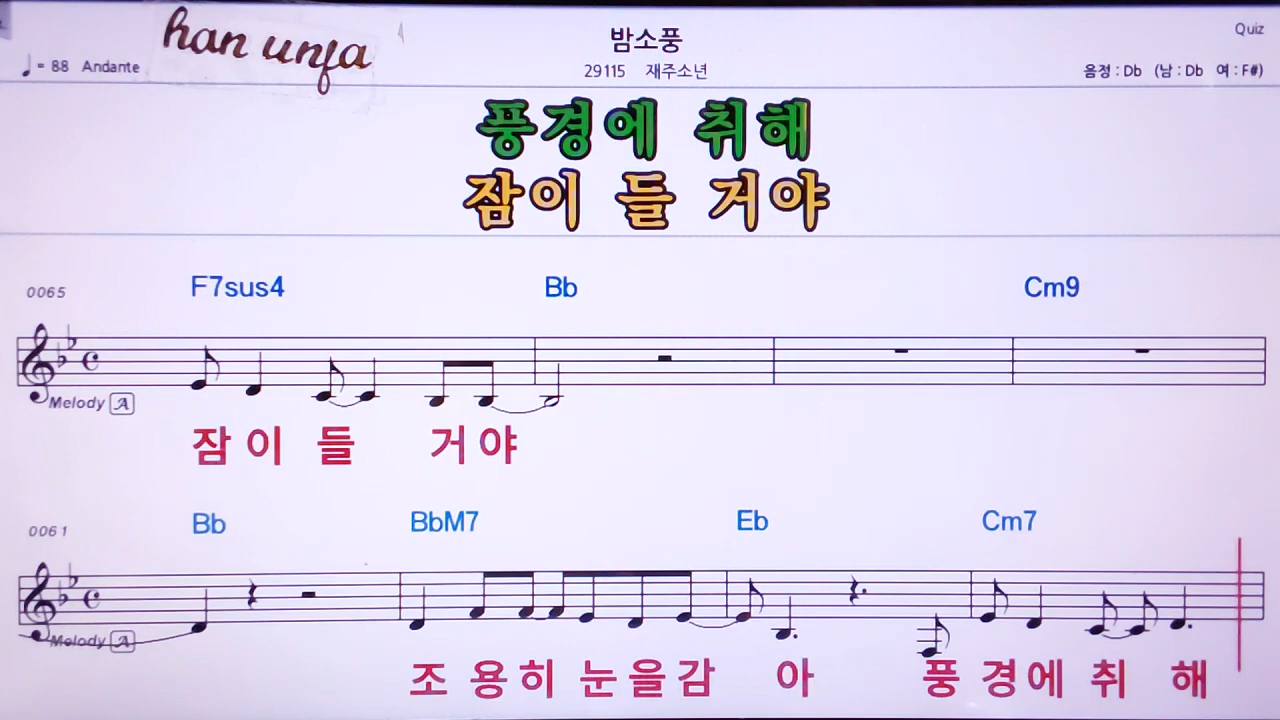 han unfa
밤소풍
Quiz
♩= 88 Andante
29115 재주소년
음정 : Db (남 : Db 여 : F#)
풍경에 취해
잠이 들 거야
0065 F7sus4 Bb Cm9
Melody A
잠 이 들 거 야
0061 Bb BbM7 Eb Cm7
Melody A
조 용 히 눈 을 감 아 풍 경 에 취 해